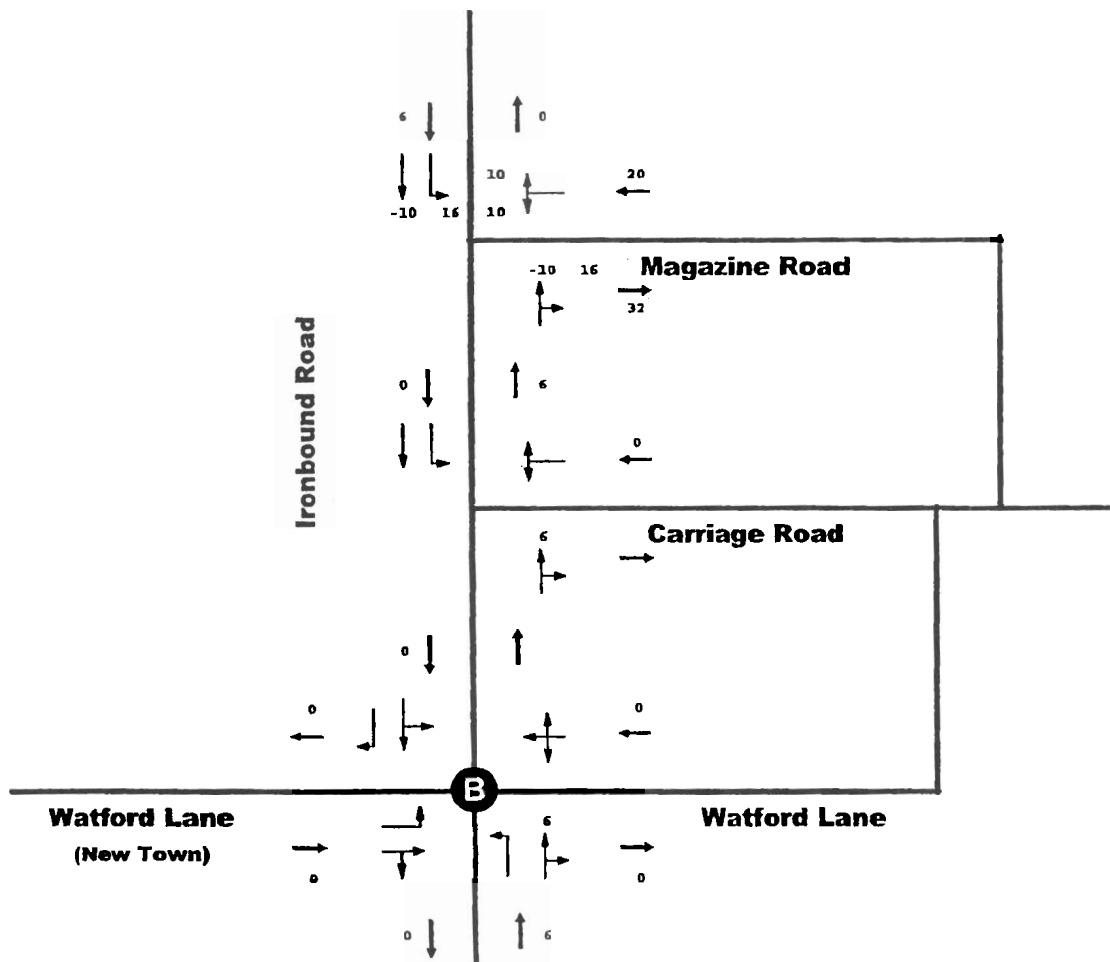 6 0
10 20
-10 16 10
-10 16 Magazine Road
32
Ironbound Road
0 6
0
Carriage Road
6
0
0 0
B
Watford Lane 6 Watford Lane
(New Town)
0 0
0 6